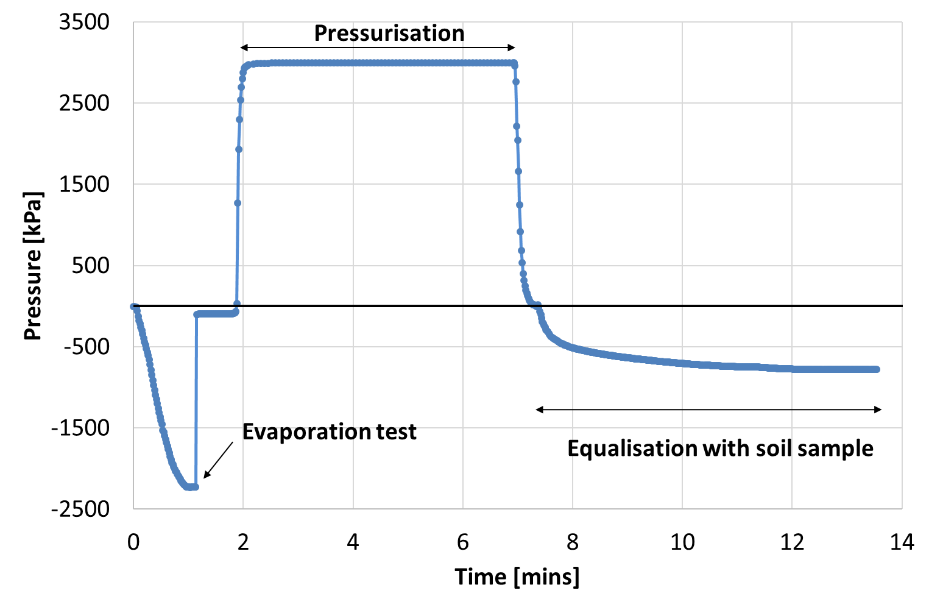 3500
Pressurisation
2500
1500
500
-500
-1500
-2500
Pressure [kPa]
Evaporation test
Equalisation with soil sample
0 2 4 6 8 10 12 14
Time [mins]